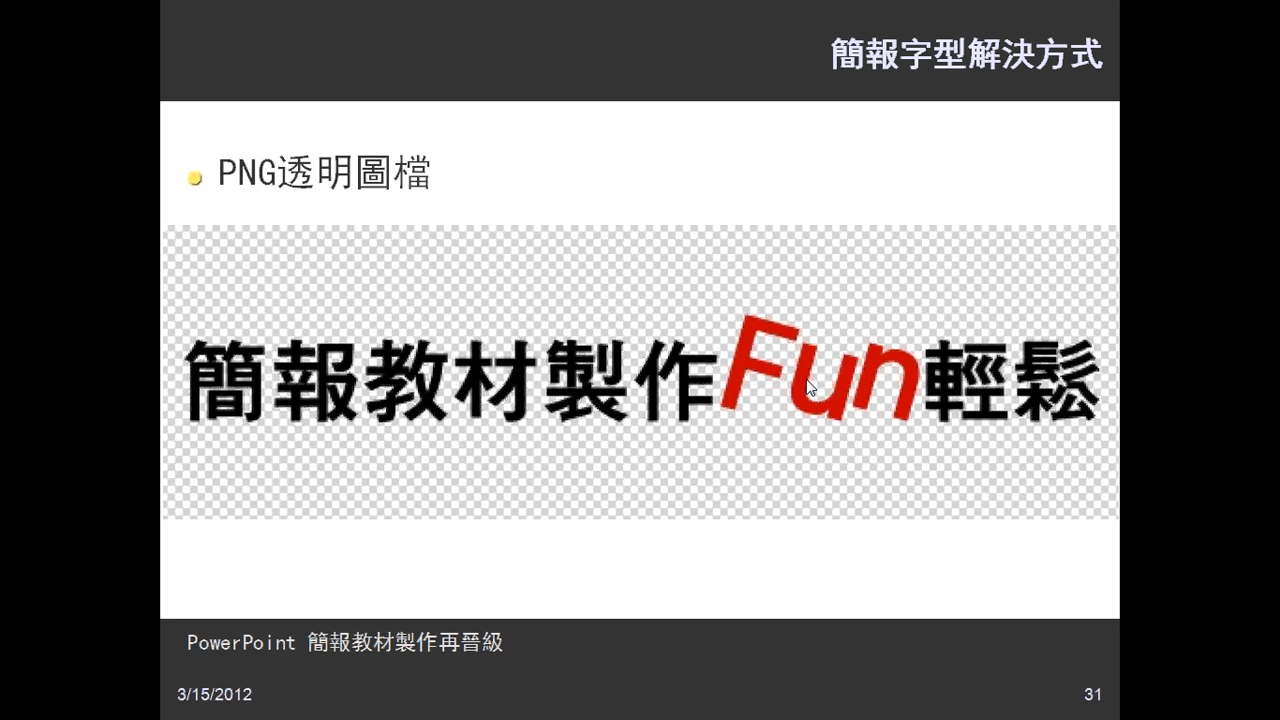 簡報字型解決方式
PNG透明圖檔
簡報教材製作Fun輕鬆
PowerPoint 簡報教材製作再晉級
3/15/2012
31